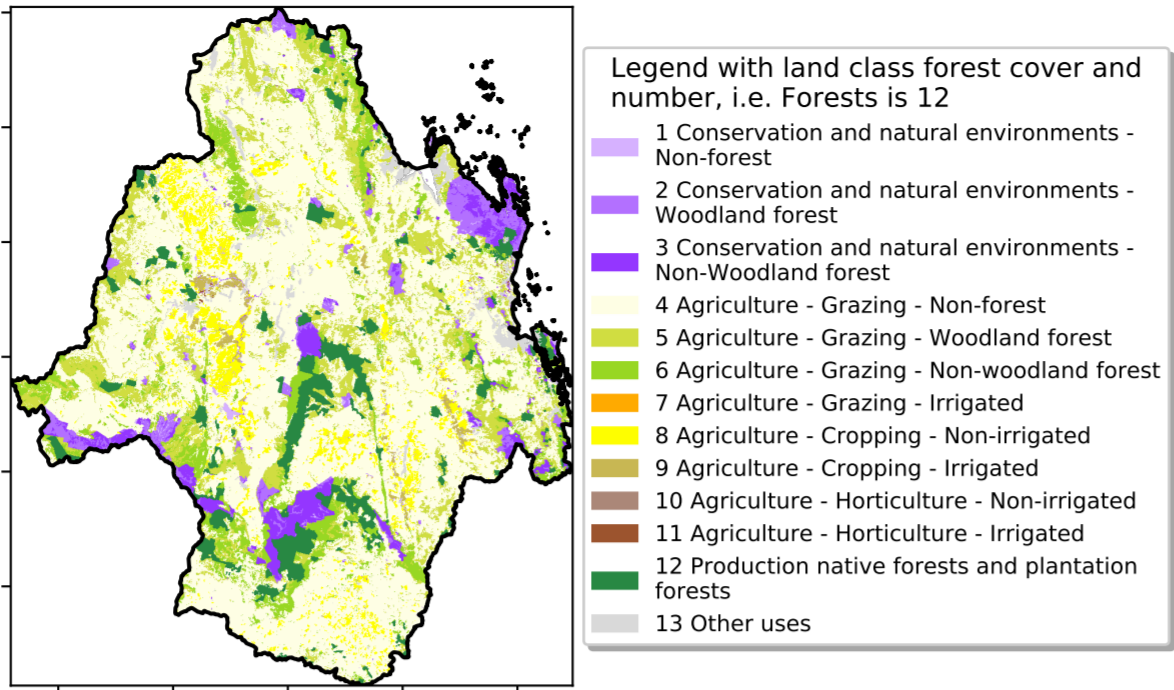 Legend with land class forest cover and
number, i.e. Forests is 12
1 Conservation and natural environments -
Non-forest
2 Conservation and natural environments -
Woodland forest
3 Conservation and natural environments -
Non-Woodland forest
4 Agriculture - Grazing - Non-forest
5 Agriculture - Grazing - Woodland forest
6 Agriculture - Grazing - Non-woodland forest
7 Agriculture - Grazing - Irrigated
8 Agriculture - Cropping - Non-irrigated
9 Agriculture - Cropping - Irrigated
10 Agriculture - Horticulture - Non-irrigated
11 Agriculture - Horticulture - Irrigated
12 Production native forests and plantation
forests
13 Other uses